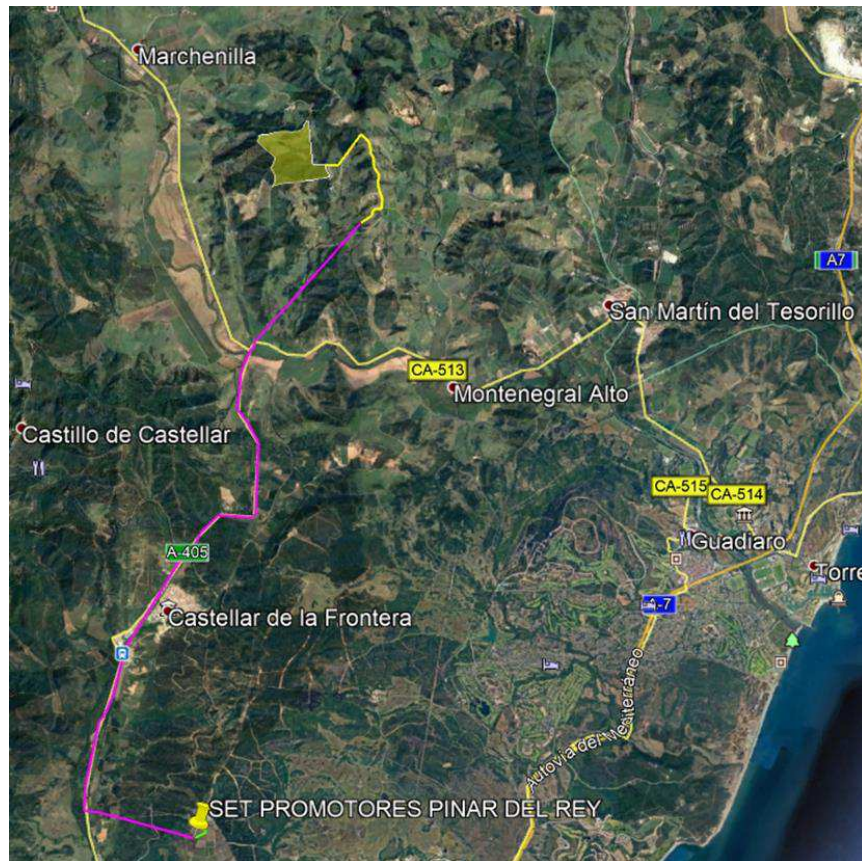 Marchenilla
A7
San Martín del Tesorillo
CA-513
Montenegral Alto
Castillo de Castellar
CA-515
CA-514
Guadiaro
A-405
Torre
Castellar de la Frontera
A-7
Autovía del Mediterráneo
SET PROMOTORES PINAR DEL REY